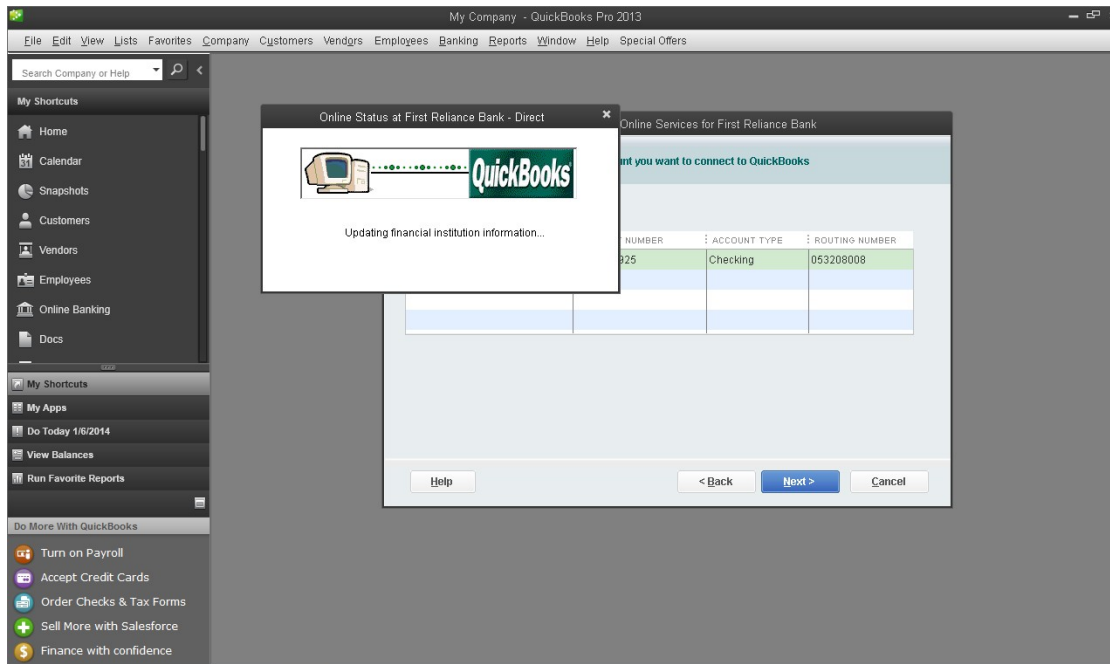 My Company - QuickBooks Pro 2013
File Edit View Lists Favorites Company Customers Vendors Employees Banking Reports Window Help Special Offers
Search Company or Help
My Shortcuts
Home
Calendar
Snapshots
Customers
Vendors
Employees
Online Banking
Docs
My Shortcuts
My Apps
Do Today 1/6/2014
View Balances
Run Favorite Reports
Do More With QuickBooks
Turn on Payroll
Accept Credit Cards
Order Checks & Tax Forms
Sell More with Salesforce
Finance with confidence
Online Status at First Reliance Bank - Direct
QuickBooks
Updating financial institution information...
Online Services for First Reliance Bank
you want to connect to QuickBooks
NUMBER ACCOUNT TYPE ROUTING NUMBER
925 Checking 053208008
Help < Back Next > Cancel